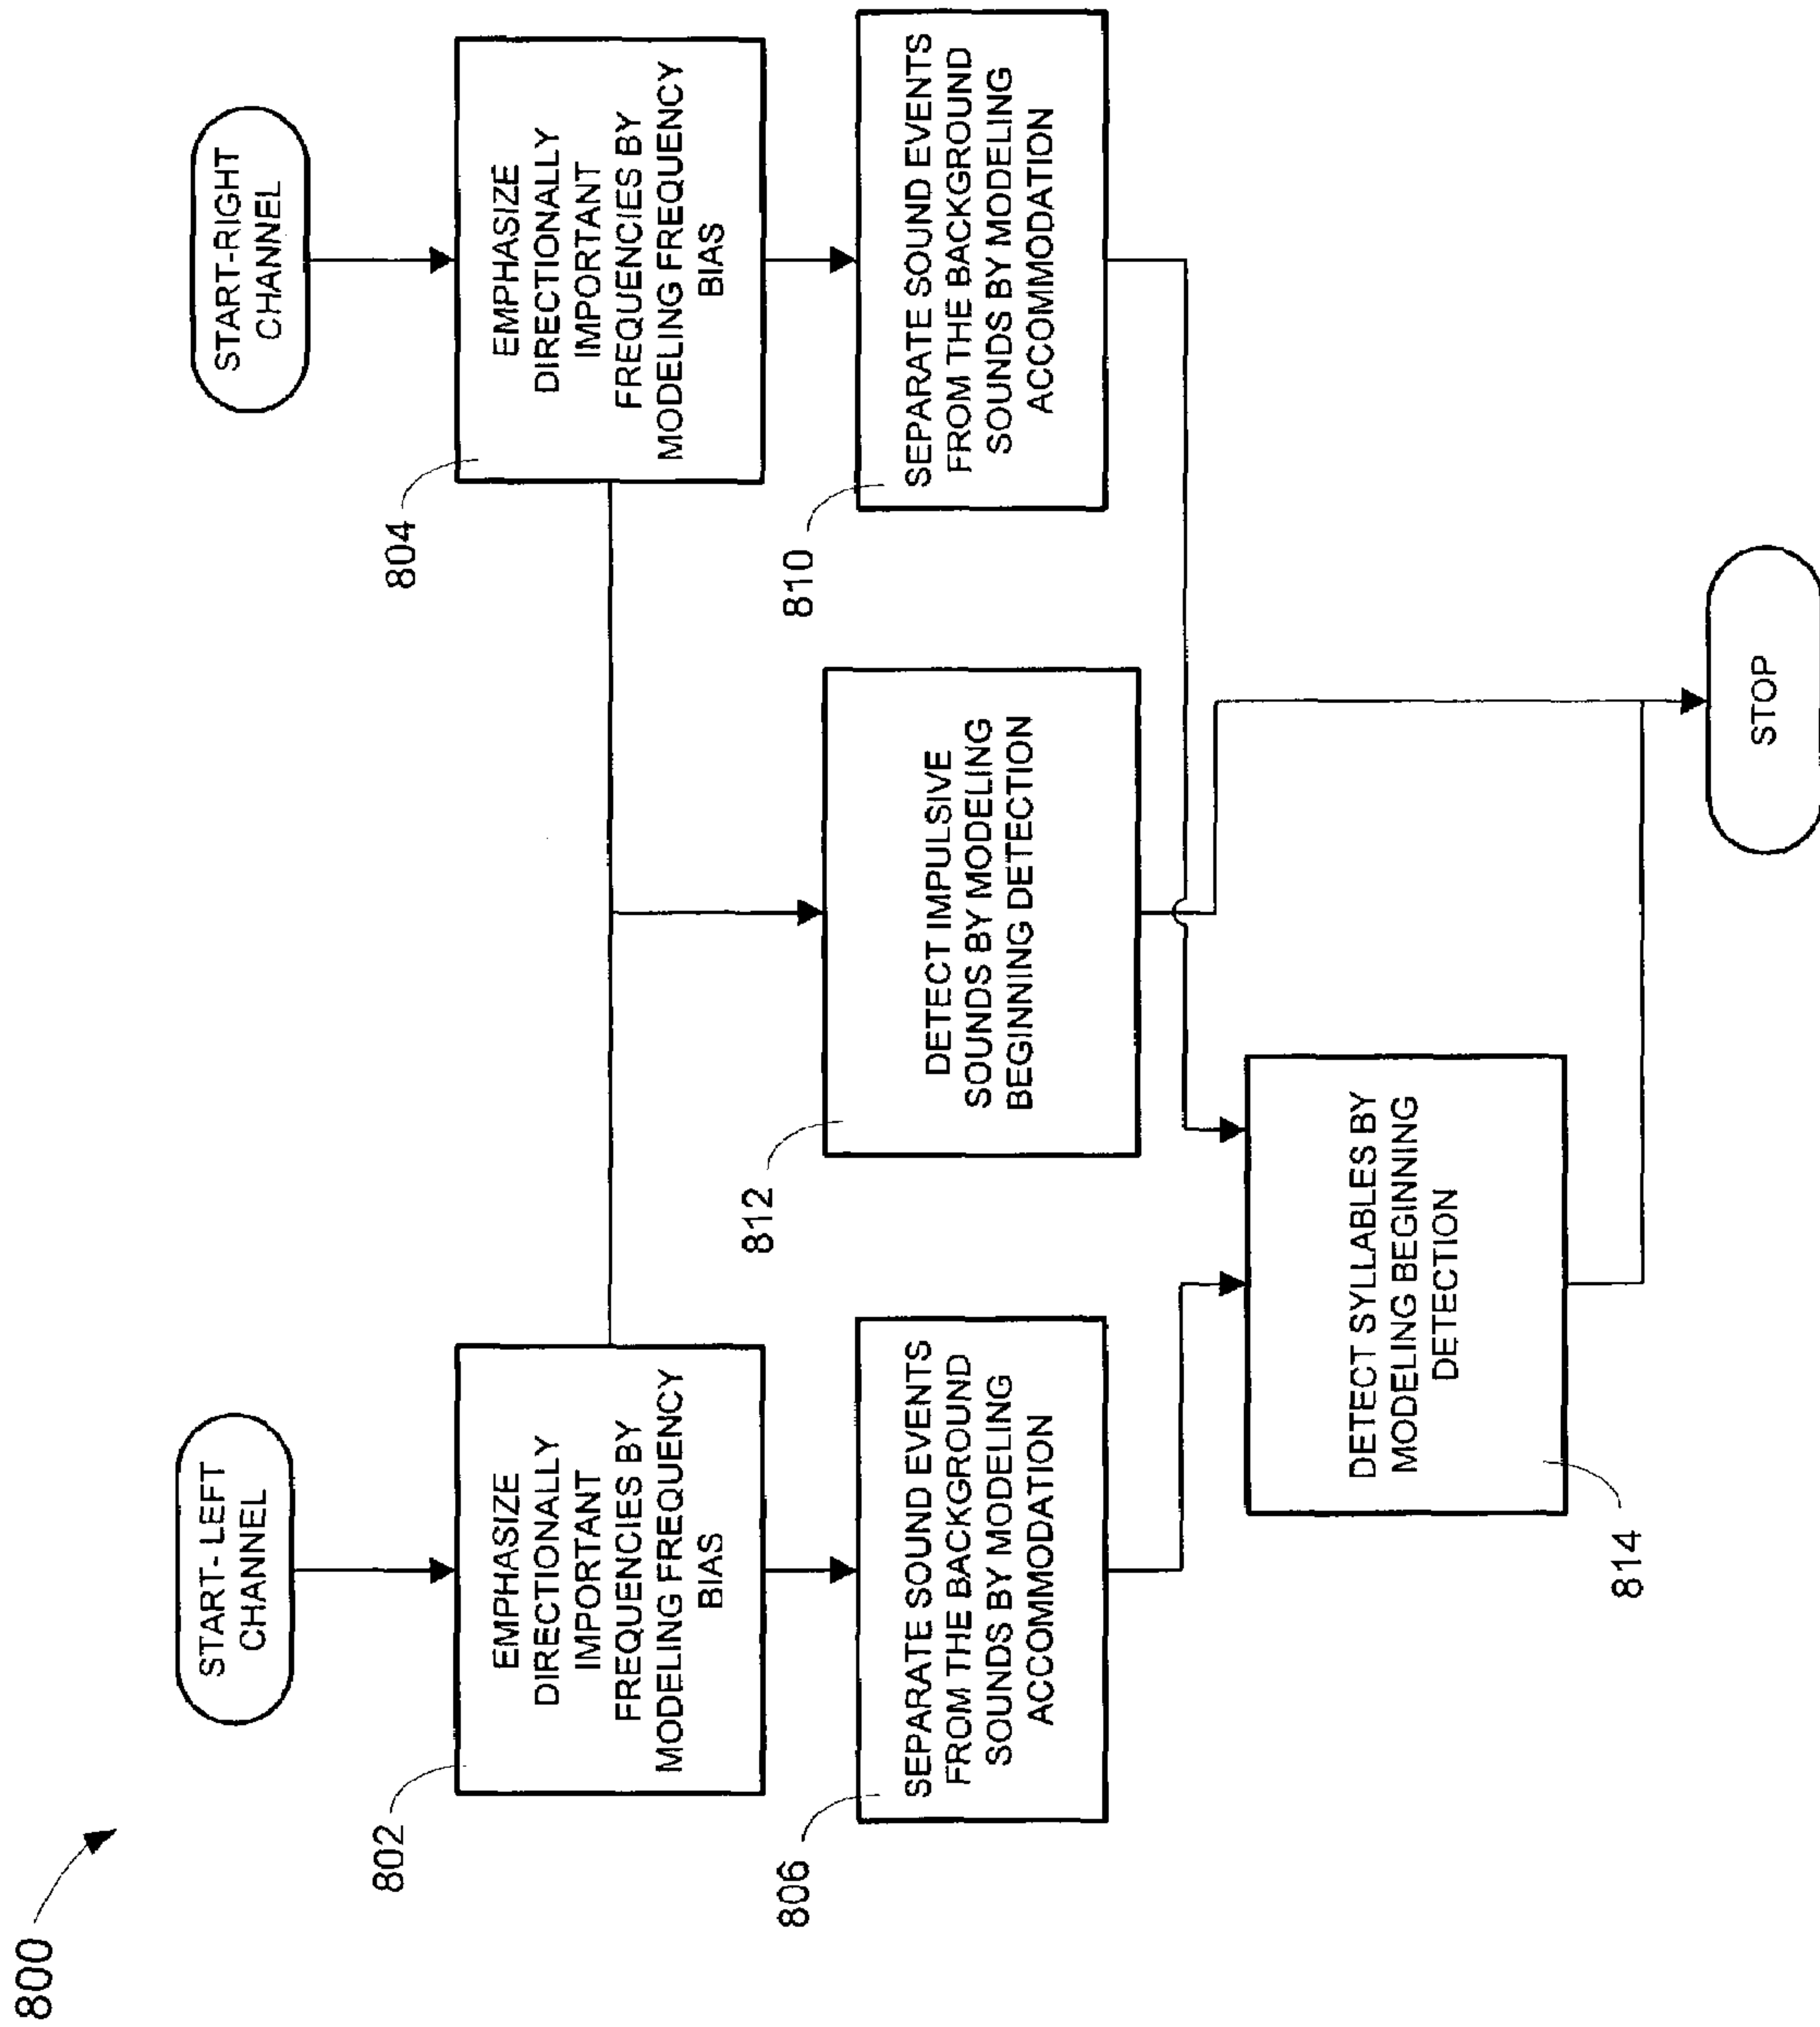 800
START-LEFT
CHANNEL
START-RIGHT
CHANNEL
802
EMPHASIZE
DIRECTIONALLY
IMPORTANT
FREQUENCIES BY
MODELING FREQUENCY
BIAS
804
EMPHASIZE
DIRECTIONALLY
IMPORTANT
FREQUENCIES BY
MODELING FREQUENCY
BIAS
806
SEPARATE SOUND EVENTS
FROM THE BACKGROUND
SOUNDS BY MODELING
ACCOMMODATION
812
DETECT IMPULSIVE
SOUNDS BY MODELING
BEGINNING DETECTION
810
SEPARATE SOUND EVENTS
FROM THE BACKGROUND
SOUNDS BY MODELING
ACCOMMODATION
814
DETECT SYLLABLES BY
MODELING BEGINNING
DETECTION
STOP